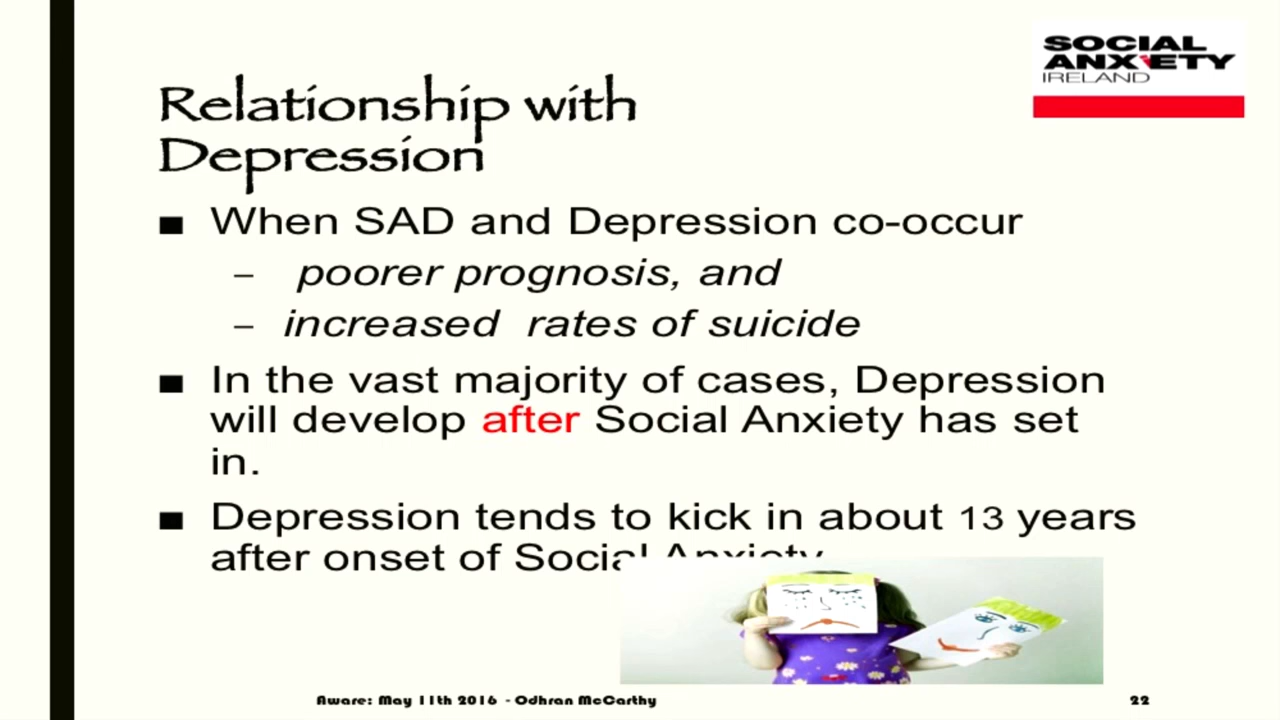 SOCIAL
ANXIETY
IRELAND
Relationship with
Depression
■ When SAD and Depression co-occur
– poorer prognosis, and
– increased rates of suicide
■ In the vast majority of cases, Depression
will develop after Social Anxiety has set
in.
■ Depression tends to kick in about 13 years
after onset of Social Anxiety
Aware: May 11th 2016 - Odhran McCarthy
22